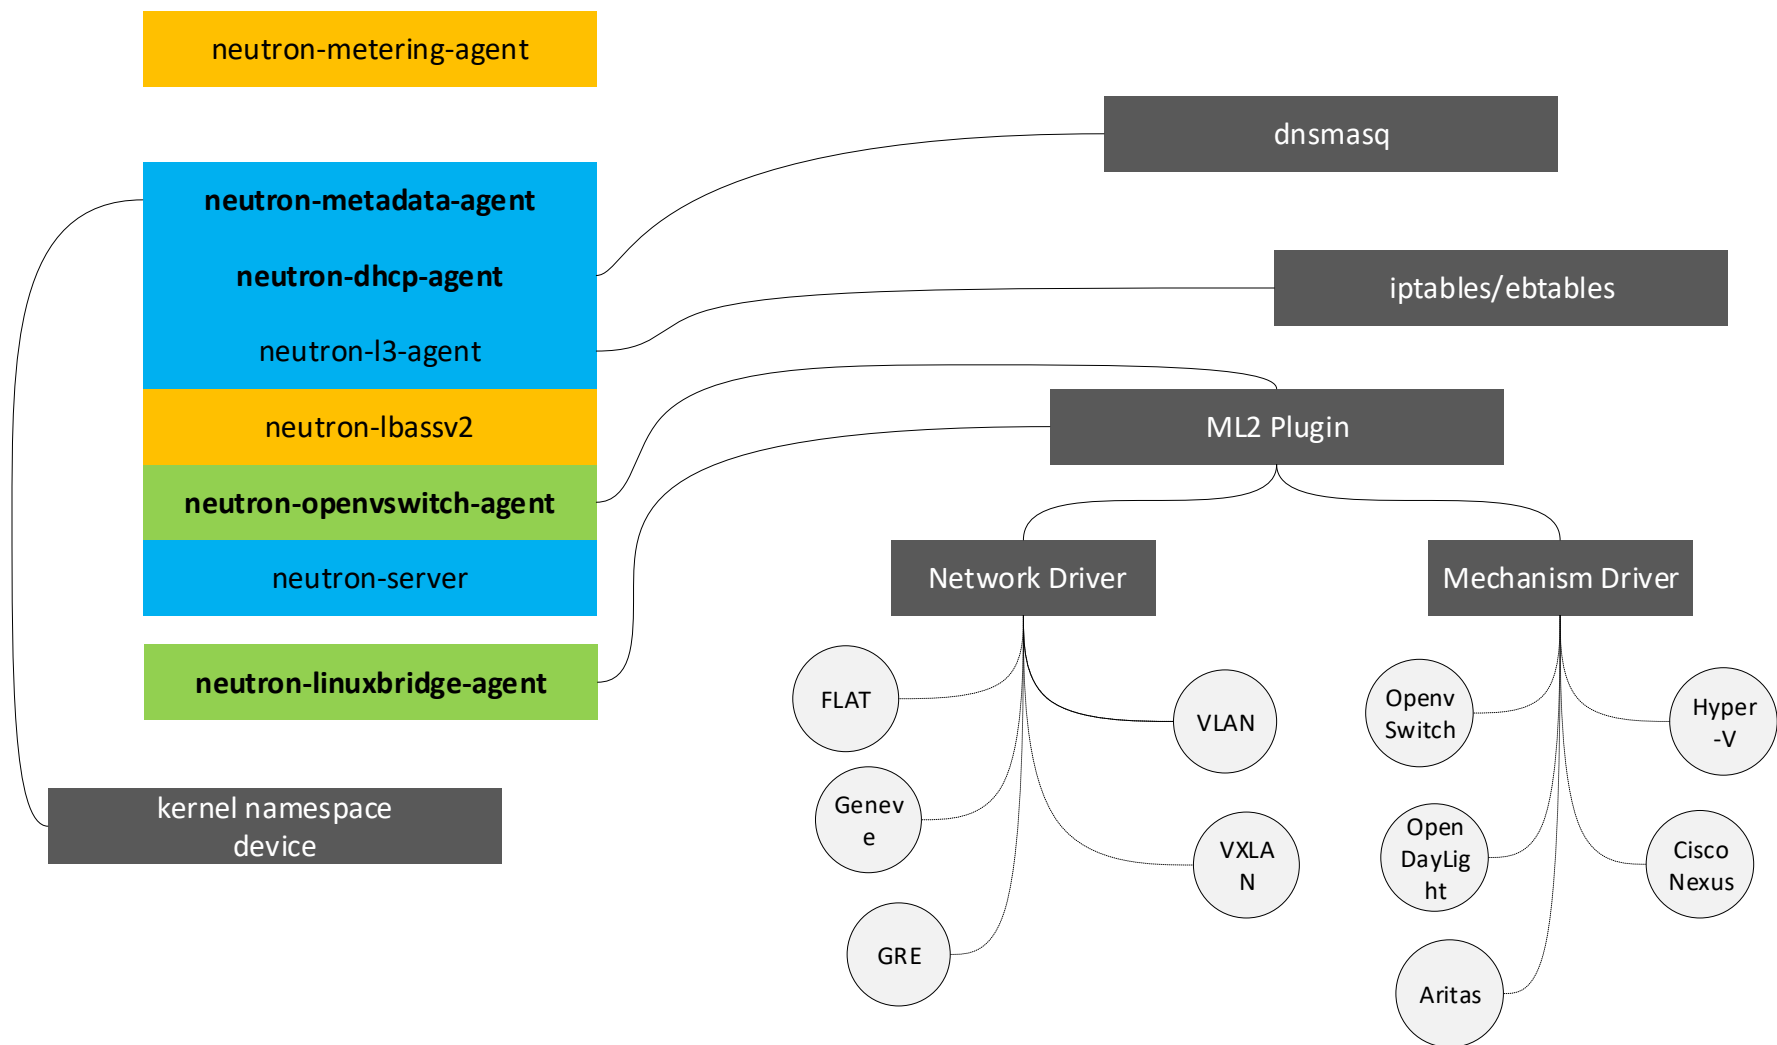 neutron-metering-agent
dnsmasq
neutron-metadata-agent
neutron-dhcp-agent
iptables/ebtables
neutron-l3-agent
neutron-lbassv2
ML2 Plugin
neutron-openvswitch-agent
neutron-server
Network Driver
Mechanism Driver
neutron-linuxbridge-agent
FLAT
VLAN
Openv
Switch
Hyper
-V
kernel namespace
device
Genev
e
VXLA
N
Open
DayLig
ht
Cisco
Nexus
GRE
Aritas